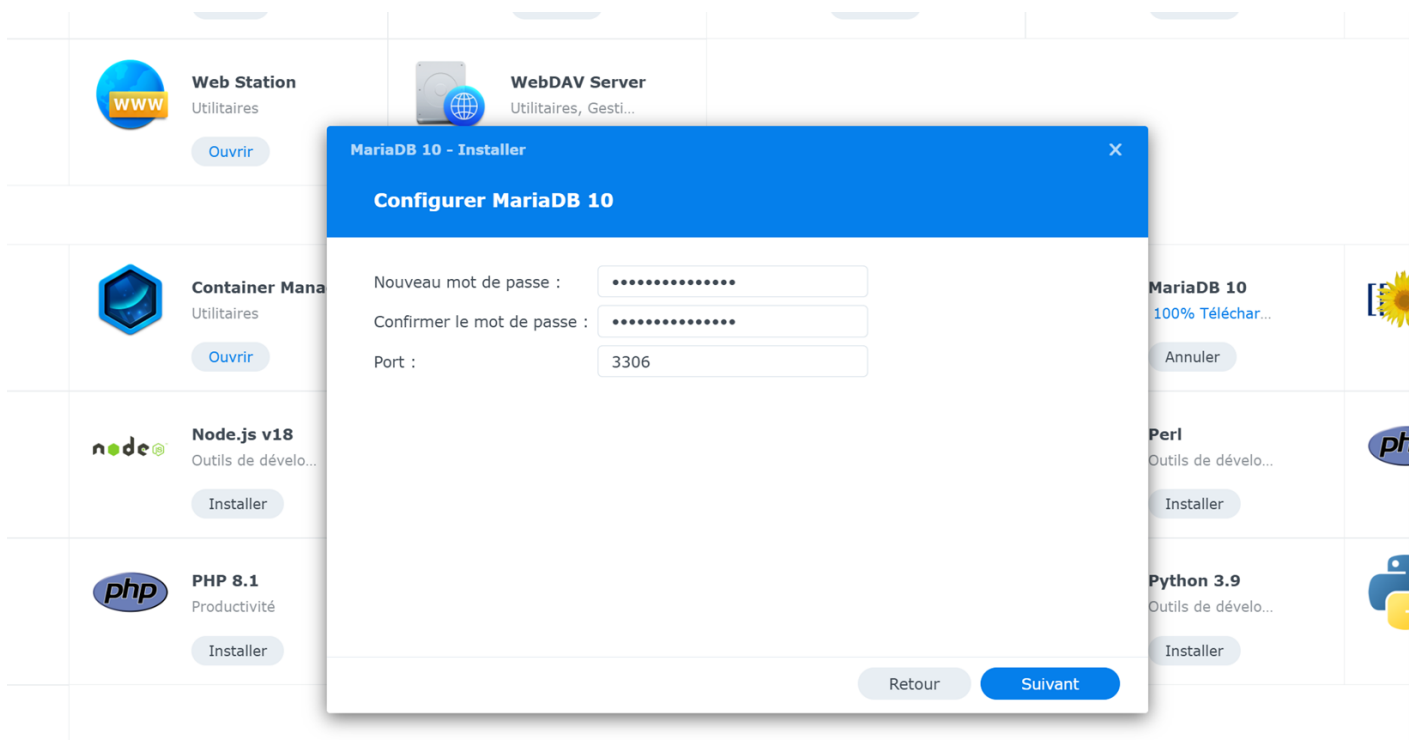 Web Station
Utilitaires
Ouvrir
WWW
WebDAV Server
Utilitaires, Gesti...
MariaDB 10 - Installer
X
Configurer MariaDB 10
Nouveau mot de passe : •••••••••••••••
Confirmer le mot de passe : •••••••••••••••
Port : 3306
Retour
Suivant
Container Mana
Utilitaires
Ouvrir
MariaDB 10
100% Téléchar...
Annuler
node
Node.js v18
Outils de dévelo...
Installer
Perl
Outils de dévelo...
Installer
php
PHP 8.1
Productivité
Installer
Python 3.9
Outils de dévelo...
Installer